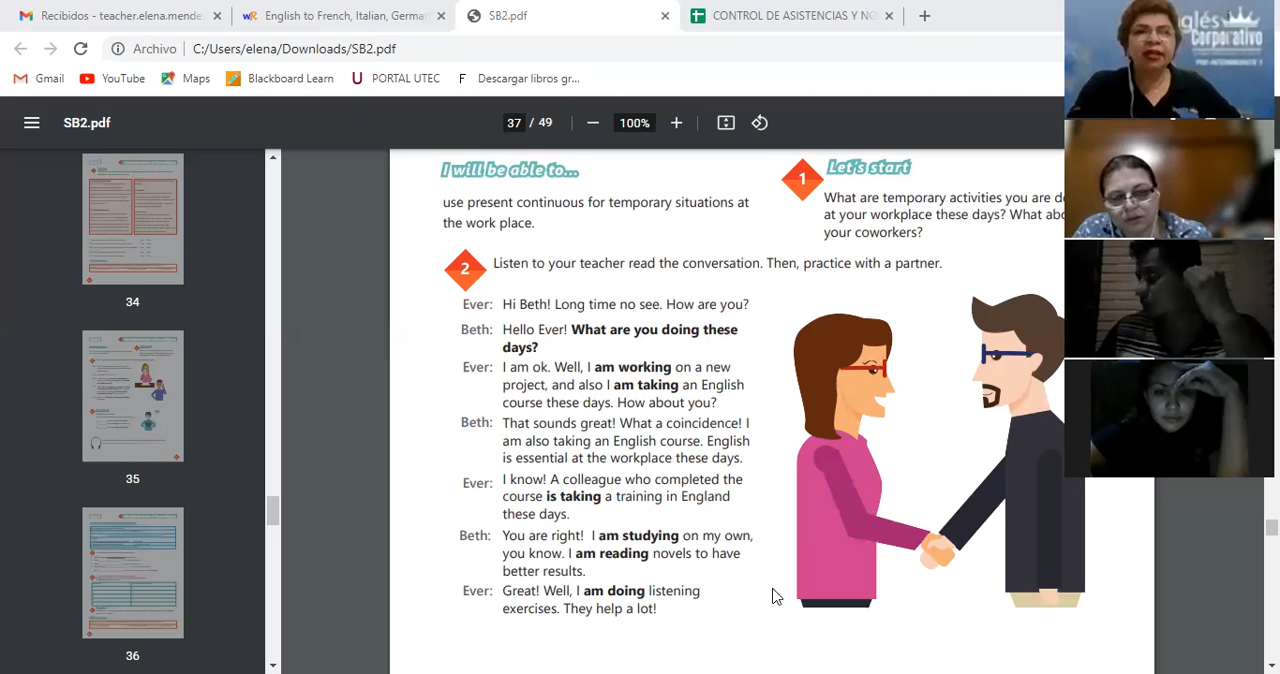 Recibidos - teacher.elena.mende
English to French, Italian, Germa
SB2.pdf
CONTROL DE ASISTENCIAS Y NO
Archivo
C:/Users/elena/Downloads/SB2.pdf
Gmail
YouTube
Maps
Blackboard Learn
PORTAL UTEC
Descargar libros gr...
SB2.pdf
37 / 49
100%
34
35
36
I will be able to...
use present continuous for temporary situations at
the work place.
1
Let's start
What are temporary activities you are do
at your workplace these days? What abo
your coworkers?
2
Listen to your teacher read the conversation. Then, practice with a partner.
Ever: Hi Beth! Long time no see. How are you?
Beth: Hello Ever! What are you doing these
days?
Ever: I am ok. Well, I am working on a new
project, and also I am taking an English
course these days. How about you?
Beth: That sounds great! What a coincidence! I
am also taking an English course. English
is essential at the workplace these days.
Ever: I know! A colleague who completed the
course is taking a training in England
these days.
Beth: You are right! I am studying on my own,
you know. I am reading novels to have
better results.
Ever: Great! Well, I am doing listening
exercises. They help a lot!
nglés
Corporativo
PRE-INTERMEDIATE